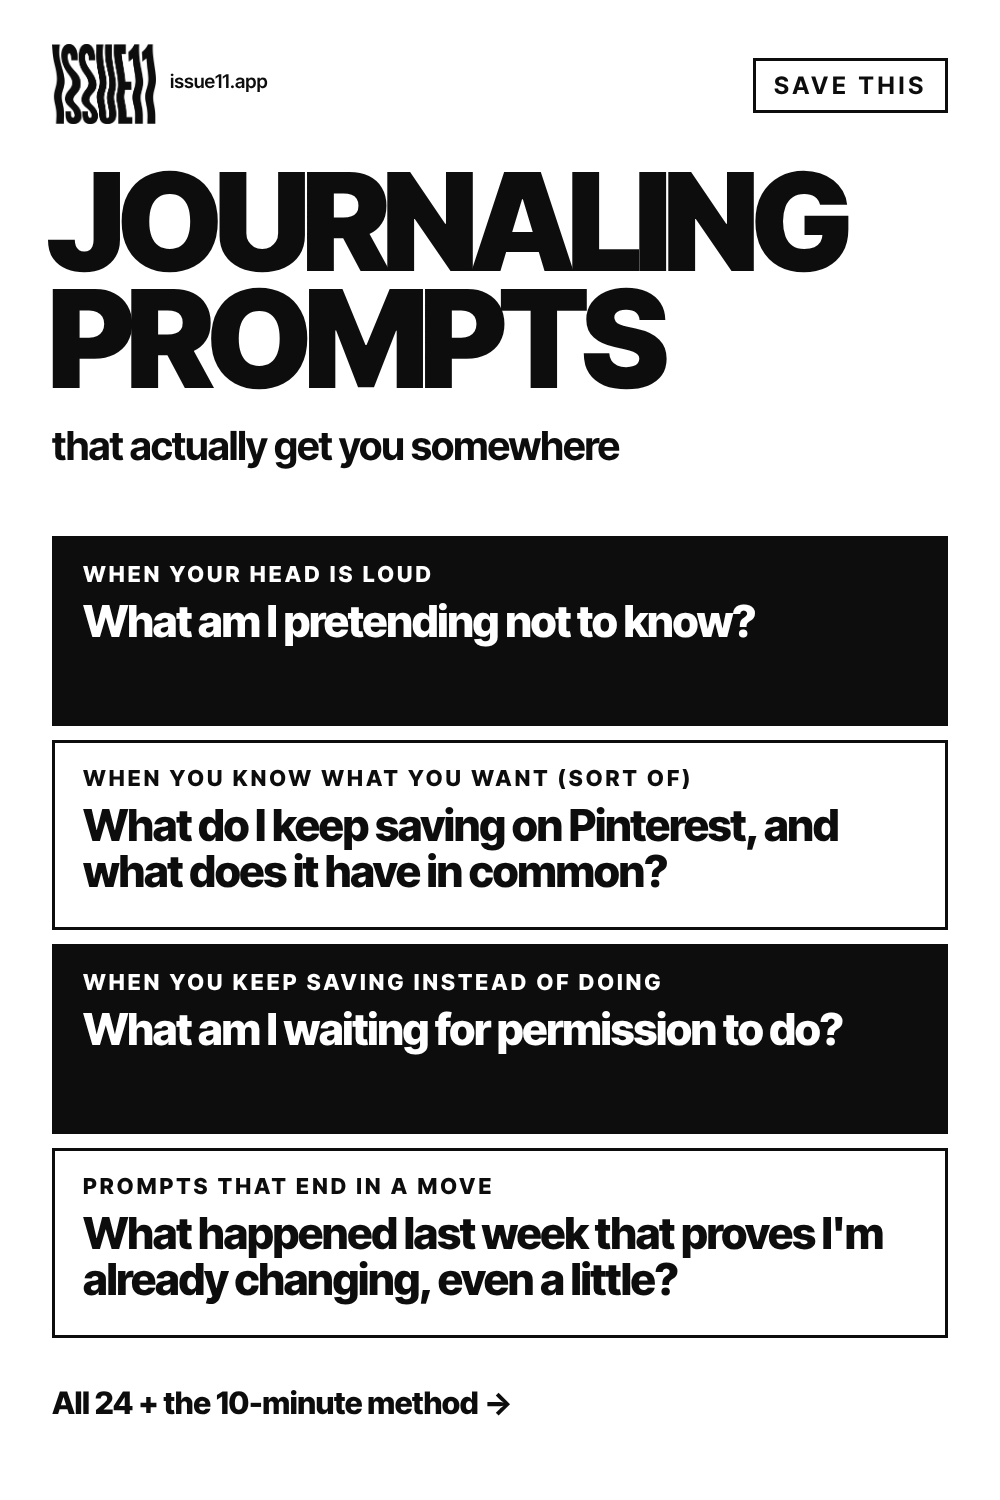 ISSUE11
issue11.app
SAVE THIS
JOURNALING
PROMPTS
that actually get you somewhere
WHEN YOUR HEAD IS LOUD
What am I pretending not to know?
WHEN YOU KNOW WHAT YOU WANT (SORT OF)
What do I keep saving on Pinterest, and
what does it have in common?
WHEN YOU KEEP SAVING INSTEAD OF DOING
What am I waiting for permission to do?
PROMPTS THAT END IN A MOVE
What happened last week that proves I'm
already changing, even a little?
All 24 + the 10-minute method →